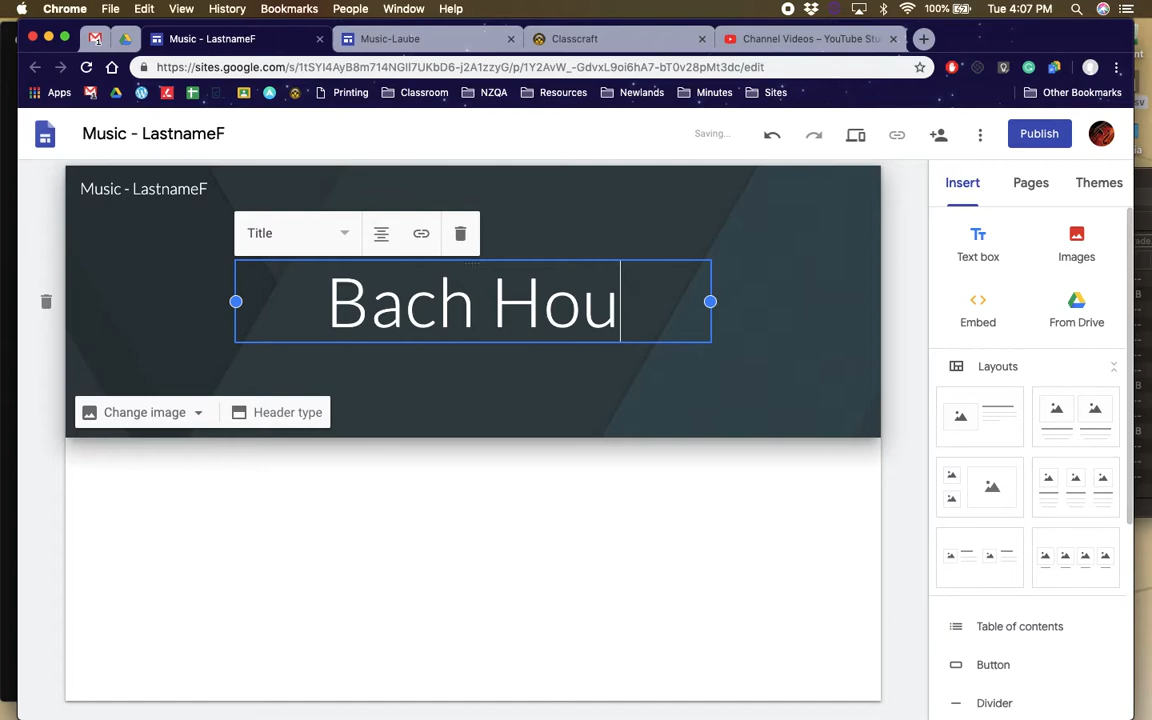 Chrome File Edit View History Bookmarks People Window Help 100% Tue 4:07 PM
Music - LastnameF Music-Laube Classcraft Channel Videos – YouTube Stu
https://sites.google.com/s/1tSYI4AyB8m714NGIl7UKbD6-j2A1zzyG/p/1Y2AvW_-GdvxL9oi6hA7-bT0v28pMt3dc/edit
Apps Printing Classroom NZQA Resources Newlands Minutes Sites Other Bookmarks
Music - LastnameF Saving... Publish
Music - LastnameF
Insert Pages Themes
Title
Text box Images
Bach Hou
Embed From Drive
Layouts
Change image Header type
Table of contents
Button
Divider